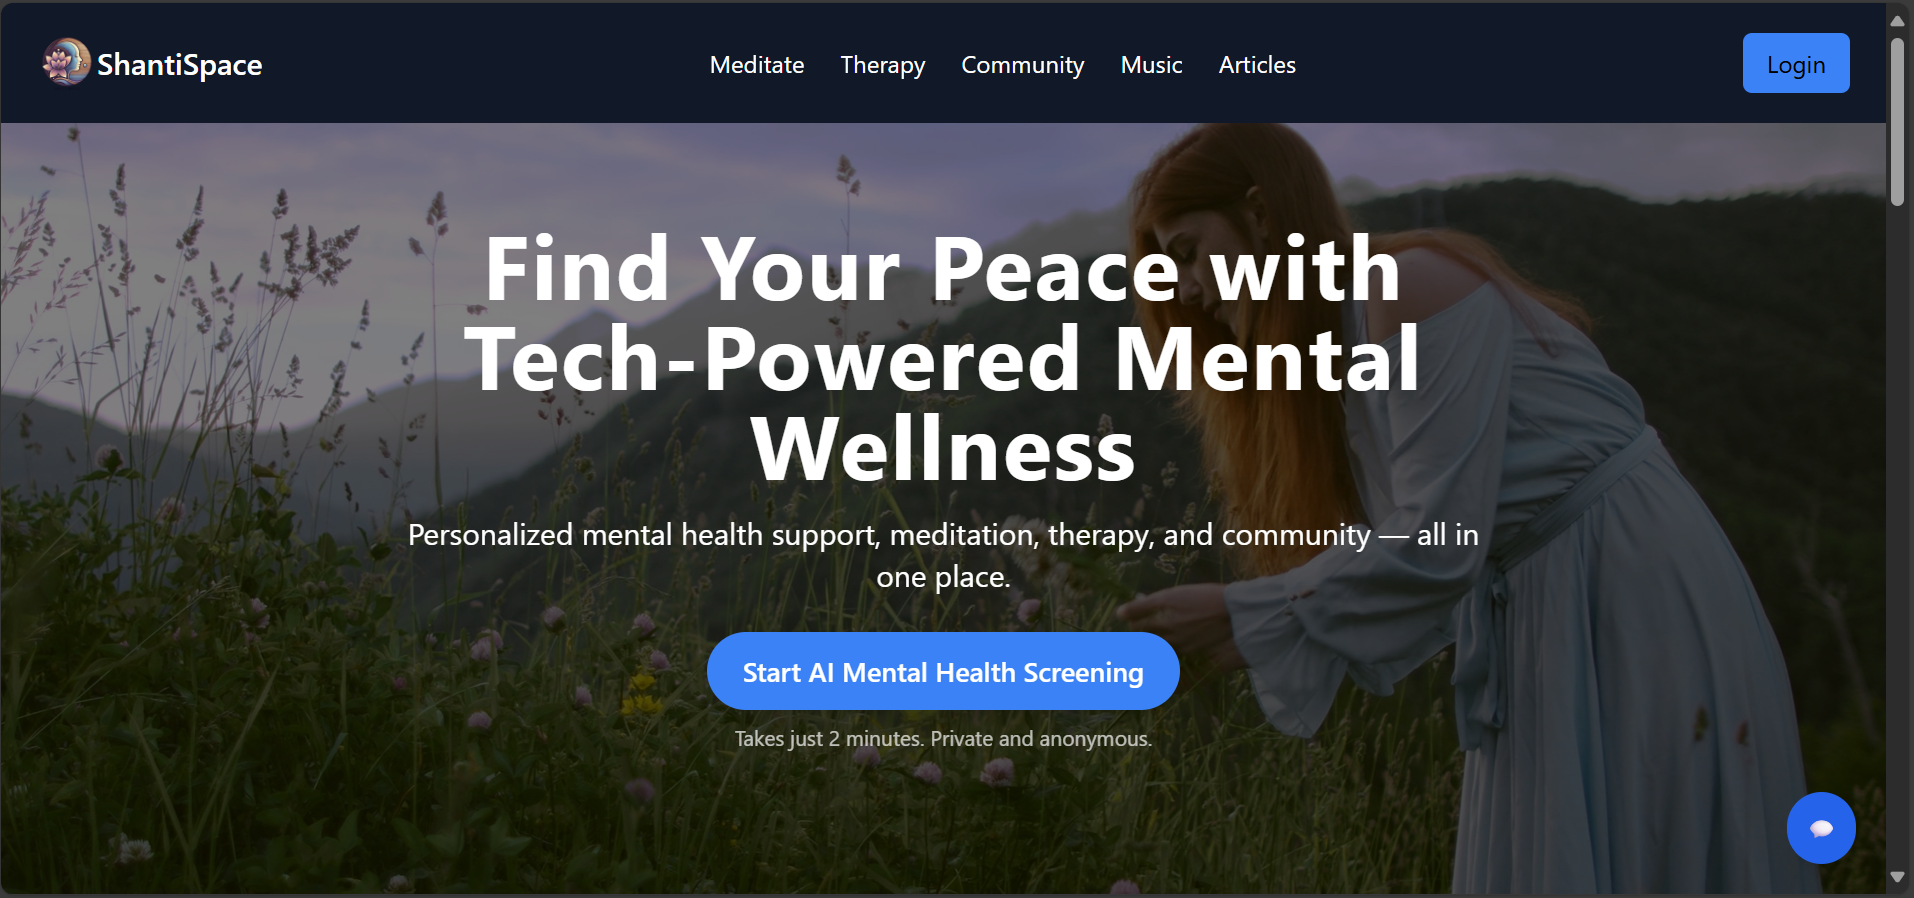 ShantiSpace
Meditate
Therapy
Community
Music
Articles
Login
Find Your Peace with
Tech-Powered Mental
Wellness
Personalized mental health support, meditation, therapy, and community — all in
one place.
Start AI Mental Health Screening
Takes just 2 minutes. Private and anonymous.